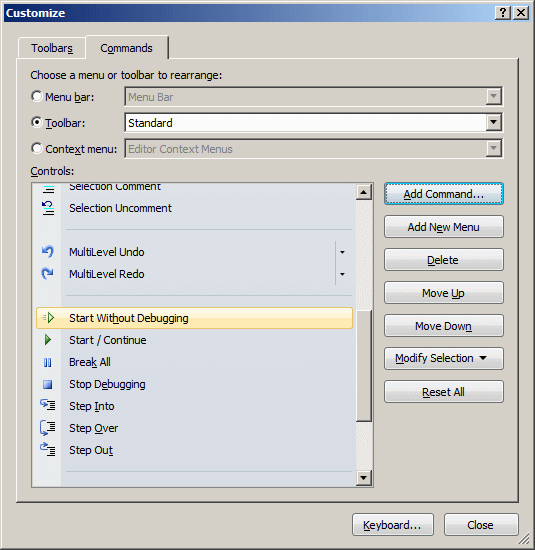 Customize
Toolbars Commands
Choose a menu or toolbar to rearrange:
Menu bar: Menu Bar
Toolbar: Standard
Context menu: Editor Context Menus
Controls:
Selection Comment
Selection Uncomment
MultiLevel Undo
MultiLevel Redo
Start Without Debugging
Start / Continue
Break All
Stop Debugging
Step Into
Step Over
Step Out
Add Command...
Add New Menu
Delete
Move Up
Move Down
Modify Selection
Reset All
Keyboard... Close